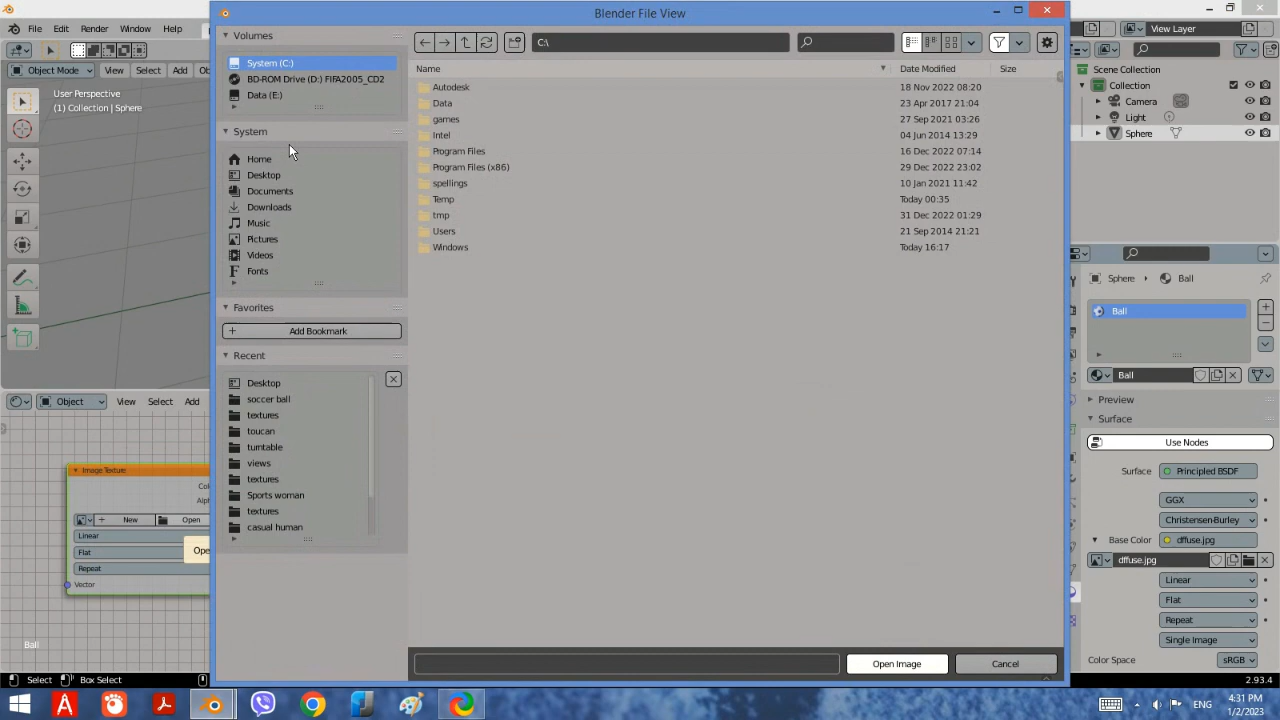 Blender File View
File Edit Render Window Help
View Layer
Object Mode View Select Add
User Perspective
(1) Collection | Sphere
Volumes
System (C:)
BD-ROM Drive (D:) FIFA2005_CD2
Data (E:)
System
Home
Desktop
Documents
Downloads
Music
Pictures
Videos
Fonts
Favorites
Add Bookmark
Recent
Desktop
soccer ball
textures
toucan
turntable
views
textures
Sports woman
textures
casual human
C:\
Name Date Modified Size
Autodesk 18 Nov 2022 08:20
Data 23 Apr 2017 21:04
games 27 Sep 2021 03:26
Intel 04 Jun 2014 13:29
Program Files 16 Dec 2022 07:14
Program Files (x86) 29 Dec 2022 23:02
spellings 10 Jan 2021 11:42
Temp Today 00:35
tmp 31 Dec 2022 01:29
Users 21 Sep 2014 21:21
Windows Today 16:17
Open Image Cancel
Scene Collection
Collection
Camera
Light
Sphere
Sphere Ball
Ball
Ball
Preview
Surface
Use Nodes
Surface Principled BSDF
GGX
Christensen-Burley
Base Color dffuse.jpg
dffuse.jpg
Linear
Flat
Repeat
Single Image
Color Space sRGB
Object View Select Add
Image Texture
New Open
Linear
Flat
Repeat
Vector
Ball
Select Box Select
2.93.4
ENG
4:31 PM
1/2/2023